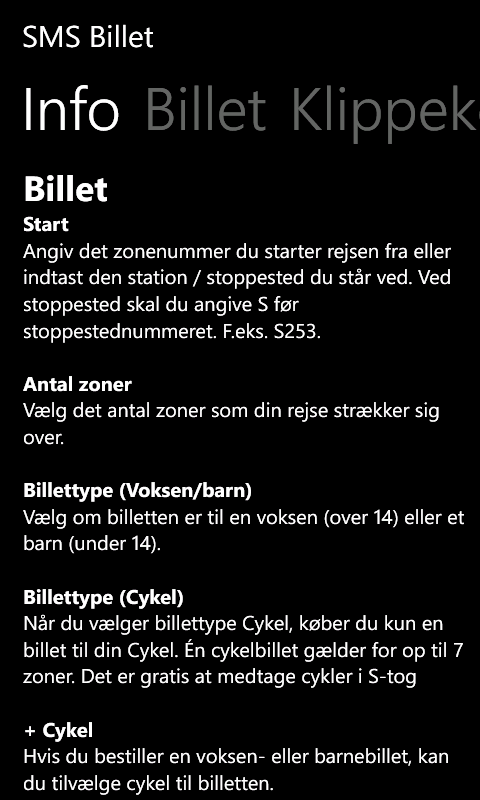 SMS Billet
Info Billet Klippek
Billet
Start
Angiv det zonenummer du starter rejsen fra eller
indtast den station / stoppested du står ved. Ved
stoppested skal du angive S før
stoppestednummeret. F.eks. S253.
Antal zoner
Vælg det antal zoner som din rejse strækker sig
over.
Billettype (Voksen/barn)
Vælg om billetten er til en voksen (over 14) eller et
barn (under 14).
Billettype (Cykel)
Når du vælger billettype Cykel, køber du kun en
billet til din Cykel. Én cykelbillet gælder for op til 7
zoner. Det er gratis at medtage cykler i S-tog
+ Cykel
Hvis du bestiller en voksen- eller barnebillet, kan
du tilvælge cykel til billetten.